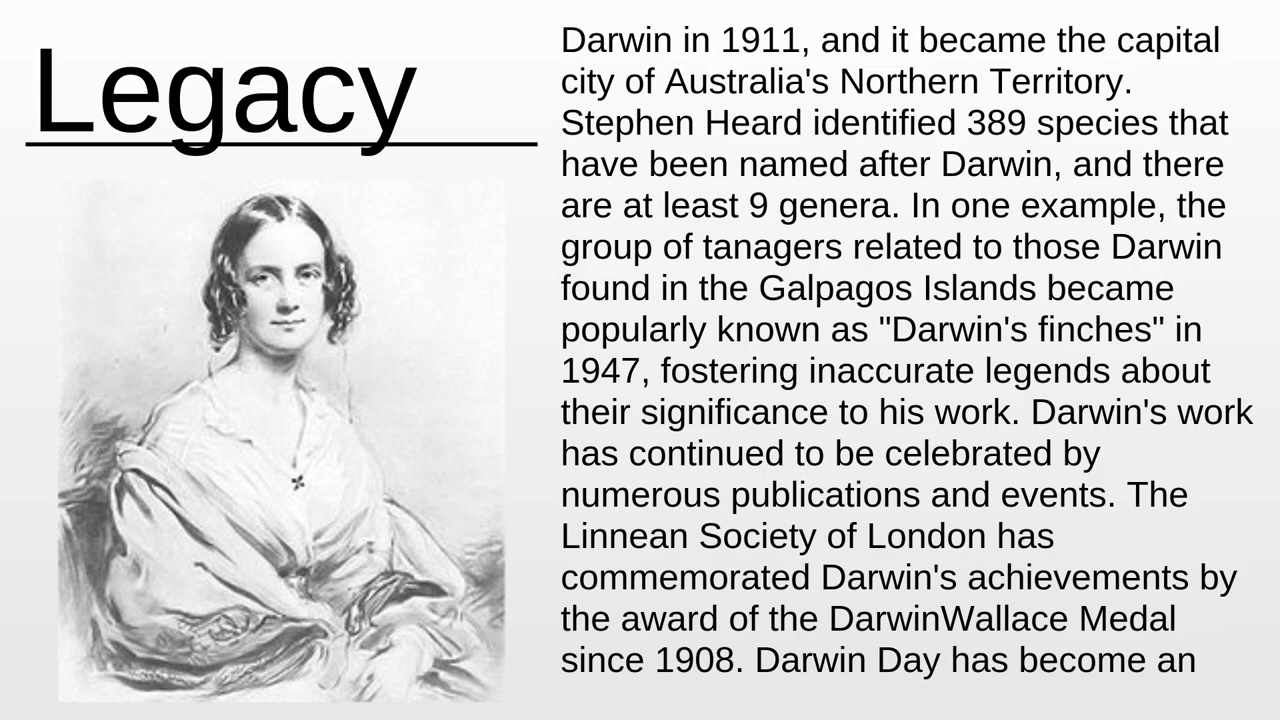 Legacy
Darwin in 1911, and it became the capital
city of Australia's Northern Territory.
Stephen Heard identified 389 species that
have been named after Darwin, and there
are at least 9 genera. In one example, the
group of tanagers related to those Darwin
found in the Galpagos Islands became
popularly known as "Darwin's finches" in
1947, fostering inaccurate legends about
their significance to his work. Darwin's work
has continued to be celebrated by
numerous publications and events. The
Linnean Society of London has
commemorated Darwin's achievements by
the award of the DarwinWallace Medal
since 1908. Darwin Day has become an